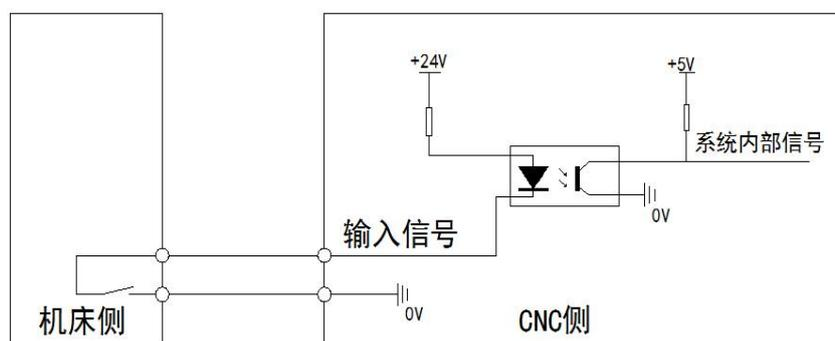 +24V
+5V
系统内部信号
0V
输入信号
0V
机床侧
CNC侧